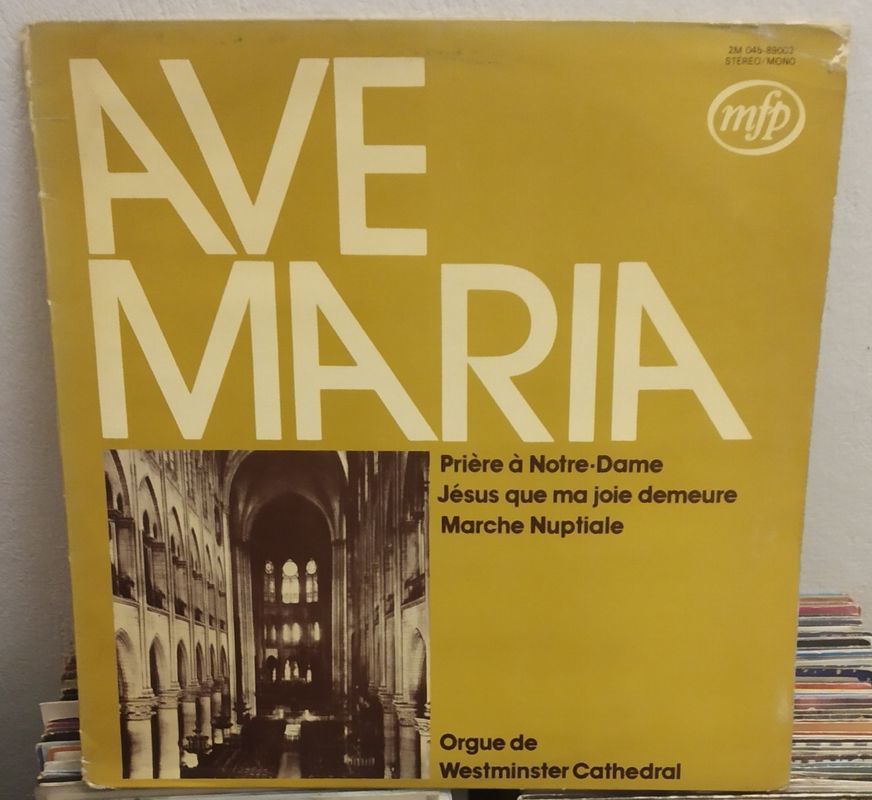 2M 045-89002
STEREO/MONO
mfp
AVE
MARIA
Prière à Notre-Dame
Jésus que ma joie demeure
Marche Nuptiale
Orgue de
Westminster Cathedral